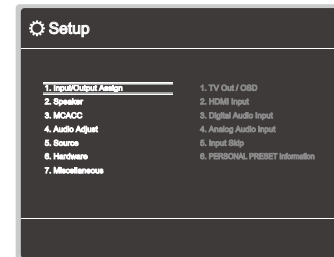 Setup
1. Input/Output Assign
2. Speaker
3. MCACC
4. Audio Adjust
5. Source
6. Hardware
7. Miscellaneous
1. TV Out / OSD
2. HDMI Input
3. Digital Audio Input
4. Analog Audio Input
5. Input Skip
6. PERSONAL PRESET Information